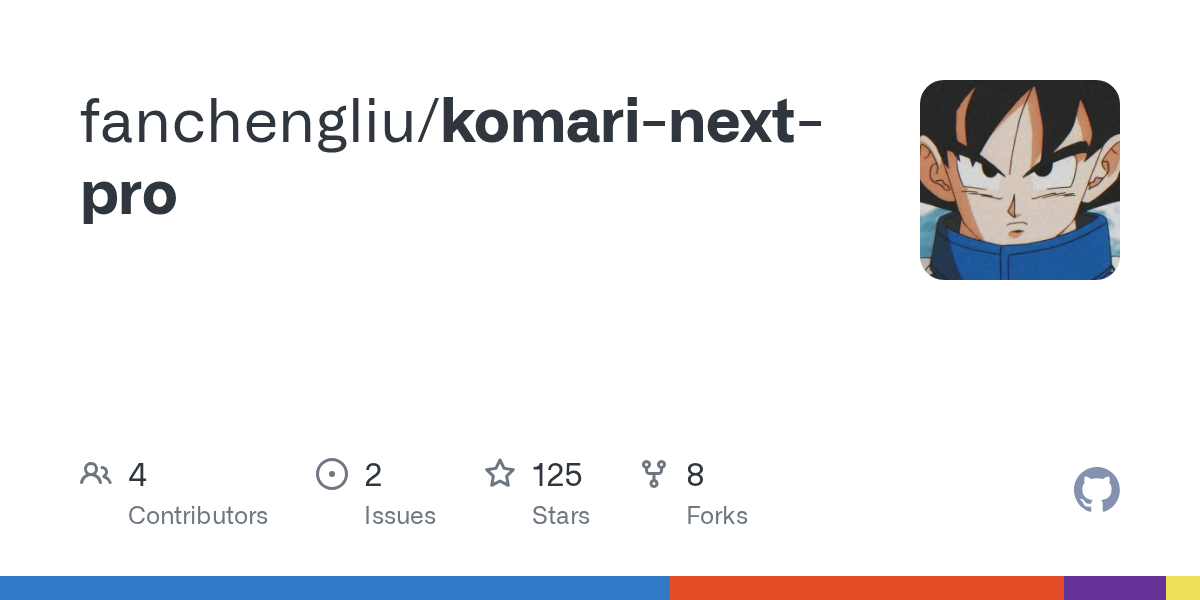 fanchengliu/komari-next-
pro
4
Contributors
2
Issues
125
Stars
8
Forks